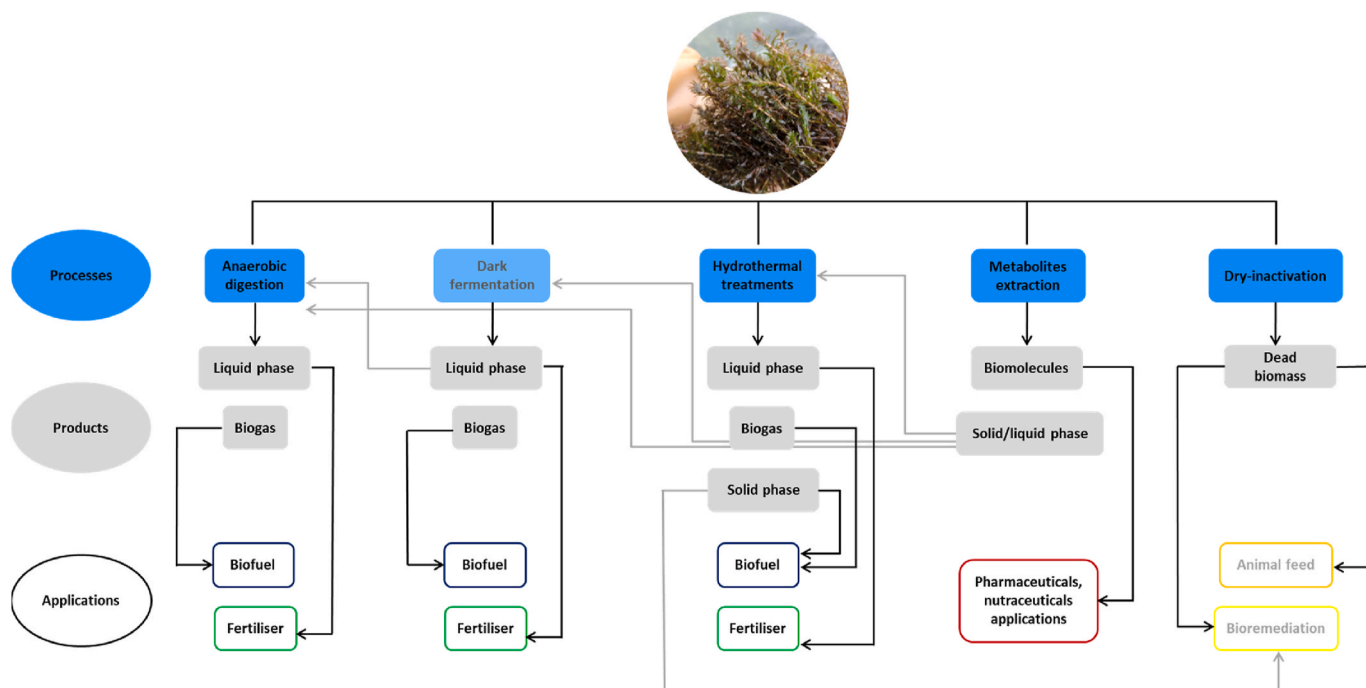 Processes
Anaerobic
digestion
Dark
fermentation
Hydrothermal
treatments
Metabolites
extraction
Dry-inactivation
Liquid phase
Liquid phase
Liquid phase
Biomolecules
Dead
biomass
Products
Biogas
Biogas
Biogas
Solid/liquid phase
Solid phase
Applications
Biofuel
Biofuel
Biofuel
Pharmaceuticals,
nutraceuticals
applications
Animal feed
Fertiliser
Fertiliser
Fertiliser
Bioremediation